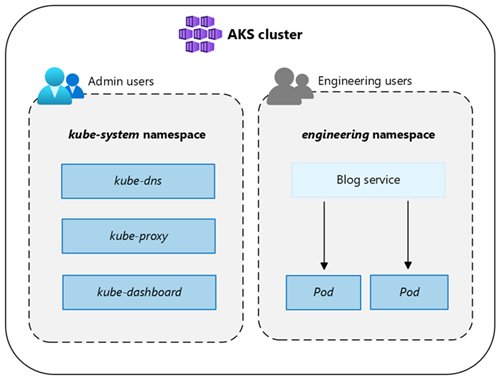 AKS cluster
Admin users
kube-system namespace
kube-dns
kube-proxy
kube-dashboard
Engineering users
engineering namespace
Blog service
Pod
Pod